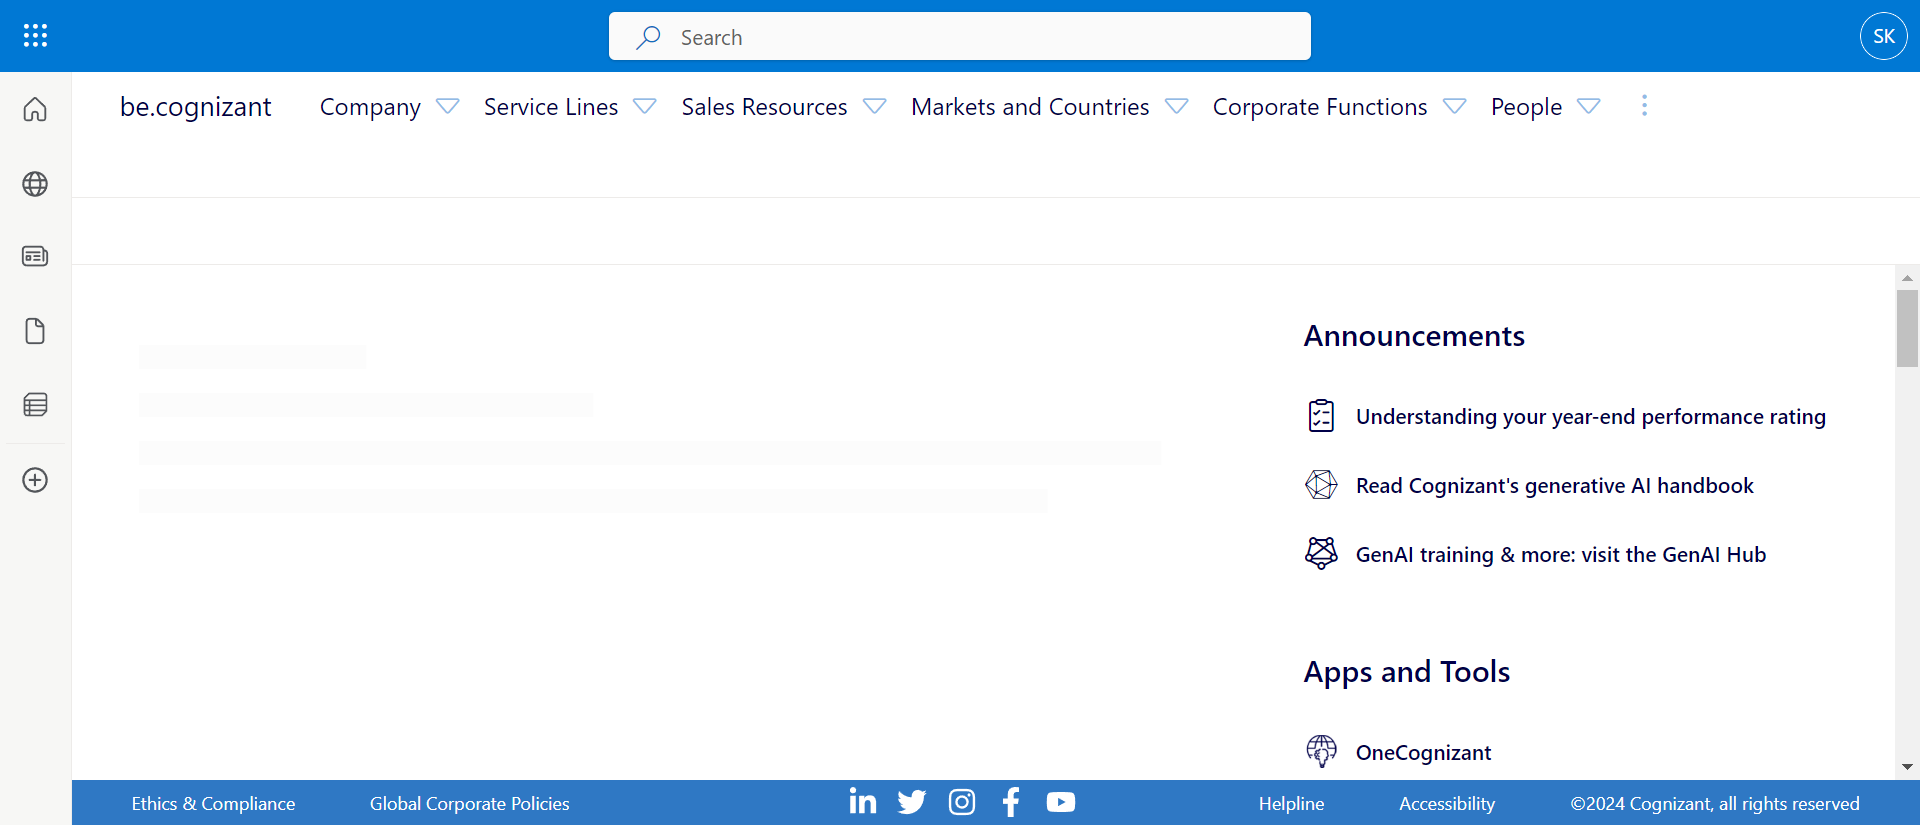 Search
SK
be.cognizant Company Service Lines Sales Resources Markets and Countries Corporate Functions People
Announcements
Understanding your year-end performance rating
Read Cognizant's generative AI handbook
GenAI training & more: visit the GenAI Hub
Apps and Tools
OneCognizant
Ethics & Compliance Global Corporate Policies Helpline Accessibility ©2024 Cognizant, all rights reserved